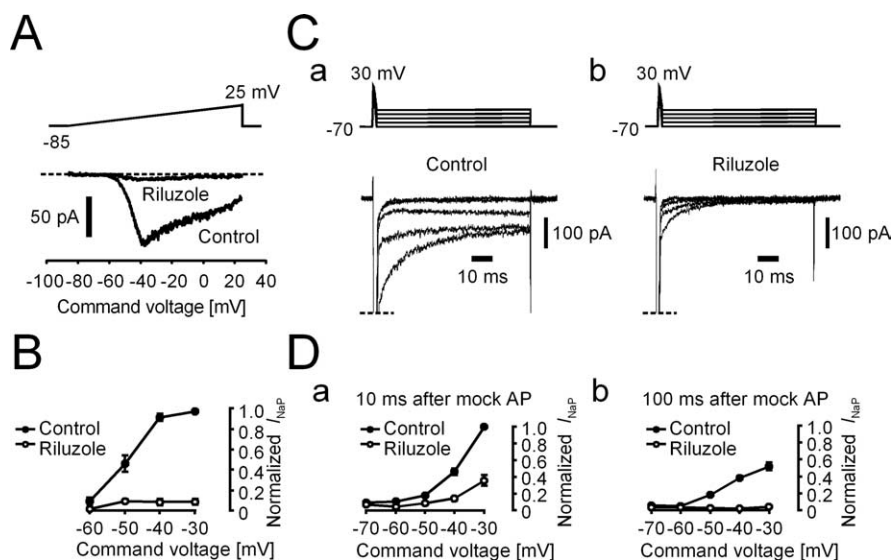 A
25 mV
-85
Riluzole
50 pA
Control
-100 -80 -60 -40 -20 0 20 40
Command voltage [mV]
B
Control
Riluzole
1.0
0.8
0.6
0.4
0.2
0
Normalized INaP
-60 -50 -40 -30
Command voltage [mV]
C
a
30 mV
-70
Control
100 pA
10 ms
b
30 mV
-70
Riluzole
100 pA
10 ms
D
a
10 ms after mock AP
Control
Riluzole
1.0
0.8
0.6
0.4
0.2
0
Normalized INaP
-70 -60 -50 -40 -30
Command voltage [mV]
b
100 ms after mock AP
Control
Riluzole
1.0
0.8
0.6
0.4
0.2
0
Normalized INaP
-70 -60 -50 -40 -30
Command voltage [mV]